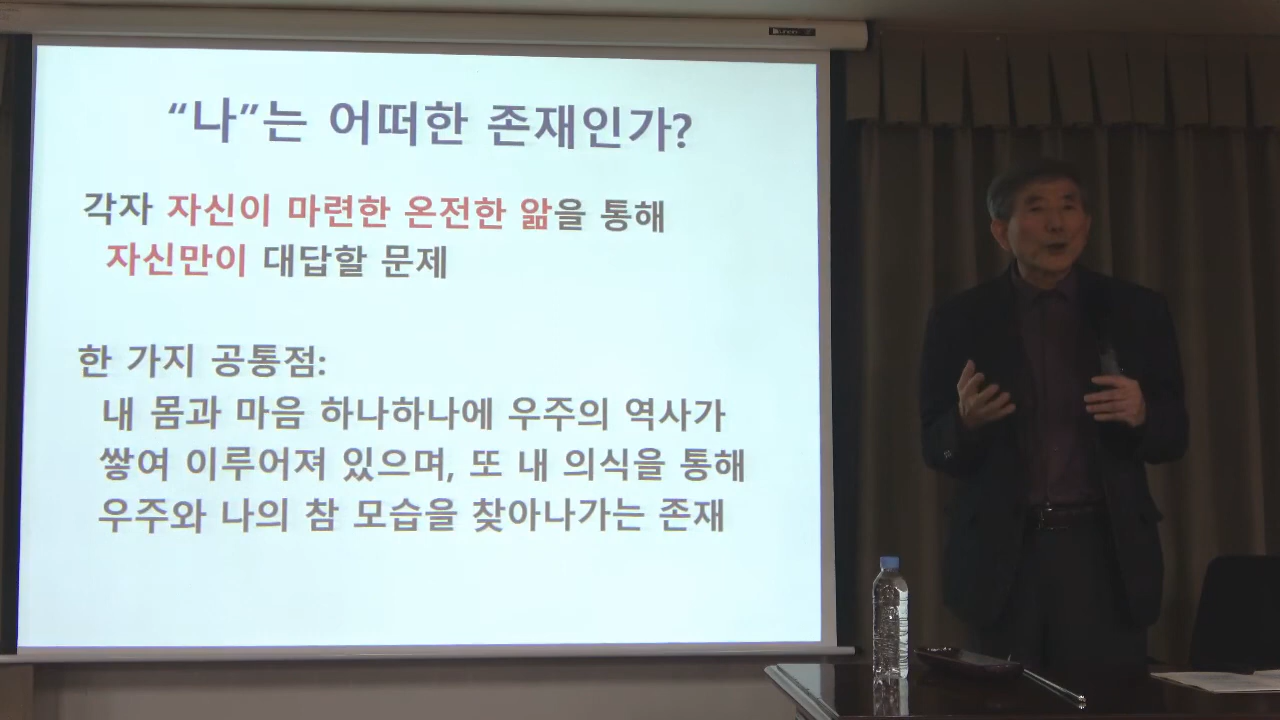 “나”는 어떠한 존재인가?
각자 자신이 마련한 온전한 앎을 통해
자신만이 대답할 문제
한 가지 공통점:
내 몸과 마음 하나하나에 우주의 역사가
쌓여 이루어져 있으며, 또 내 의식을 통해
우주와 나의 참 모습을 찾아나가는 존재